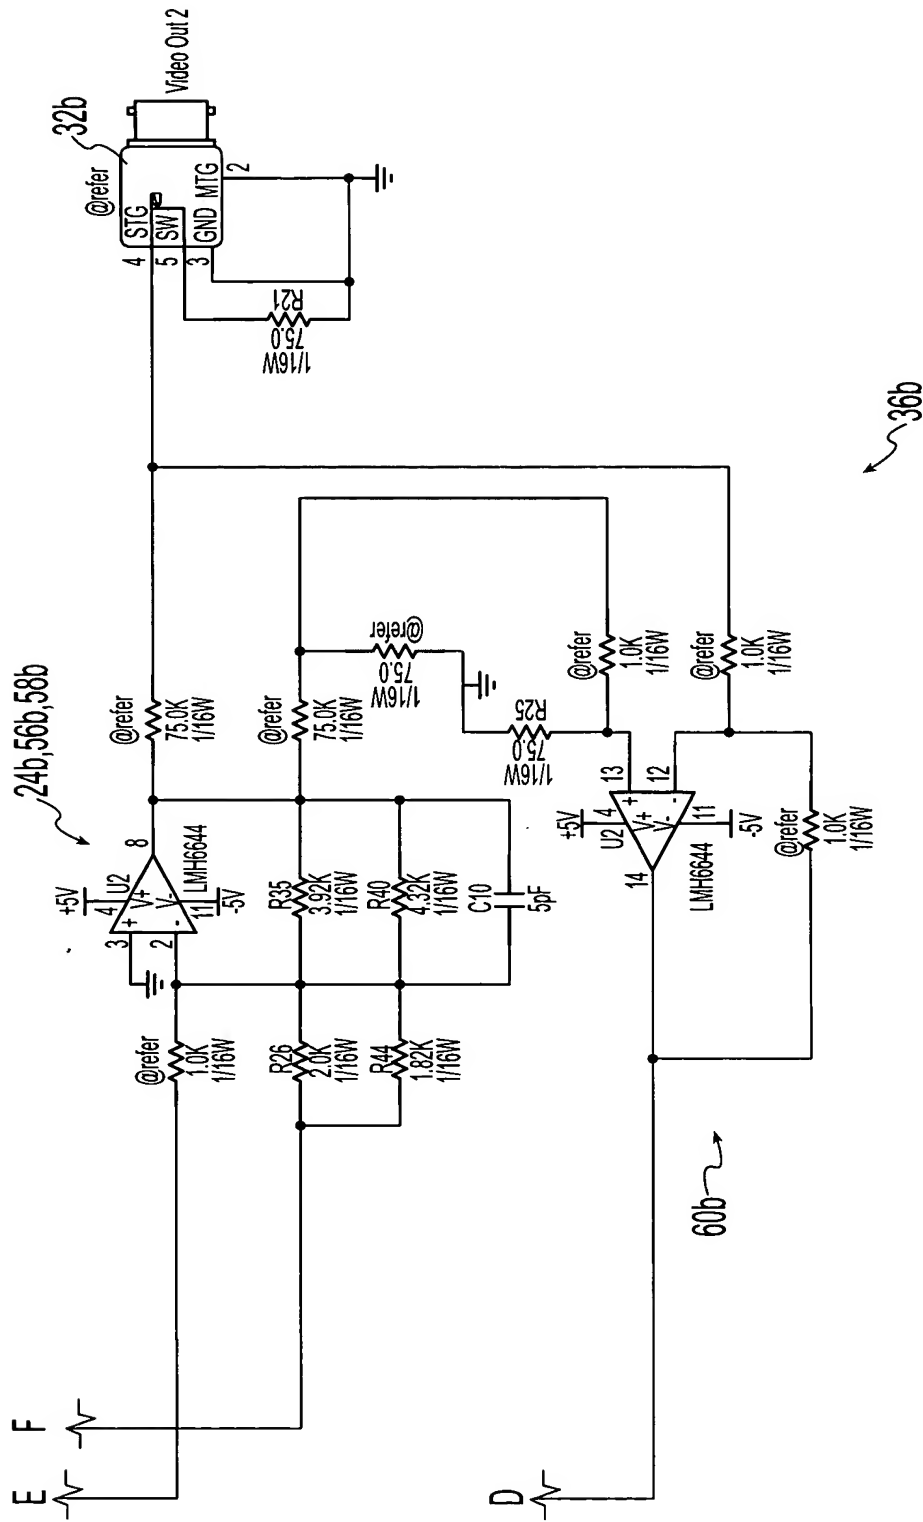 Video Out 2
32b
@refer
STG
SW
GND MTG
4
5
3
2
R21
75.0
1/16W
36b
24b,56b,58b
@refer
75.0K
1/16W
@refer
75.0K
1/16W
@refer
75.0
1/16W
R25
75.0
1/16W
@refer
1.0K
1/16W
@refer
1.0K
1/16W
+5V
4
U2
V+
V-
+
-
3
2
8
11
-5V
LMH6644
R35
3.92K
1/16W
R40
4.32K
1/16W
C10
5pF
@refer
1.0K
1/16W
R26
2.0K
1/16W
R44
1.82K
1/16W
13
12
+
-
+5V
4
U2
V+
V-
11
-5V
14
LMH6644
@refer
1.0K
1/16W
60b
E
F
D